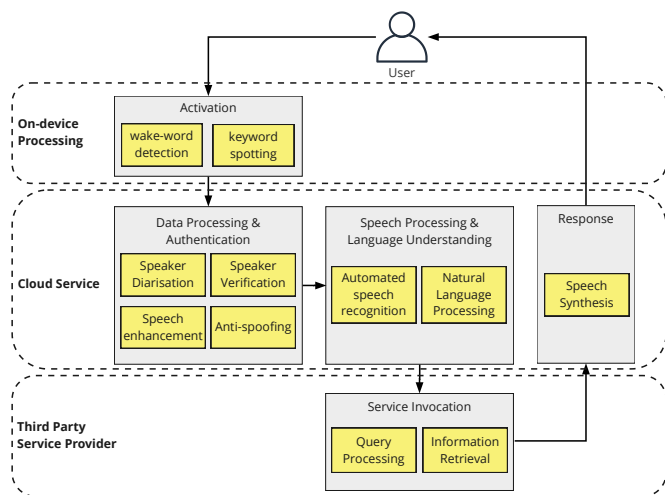 User
On-device
Processing
Activation
wake-word
detection
keyword
spotting
Cloud Service
Data Processing &
Authentication
Speaker
Diarisation
Speaker
Verification
Speech
enhancement
Anti-spoofing
Speech Processing &
Language Understanding
Automated
speech
recognition
Natural
Language
Processing
Response
Speech
Synthesis
Third Party
Service Provider
Service Invocation
Query
Processing
Information
Retrieval